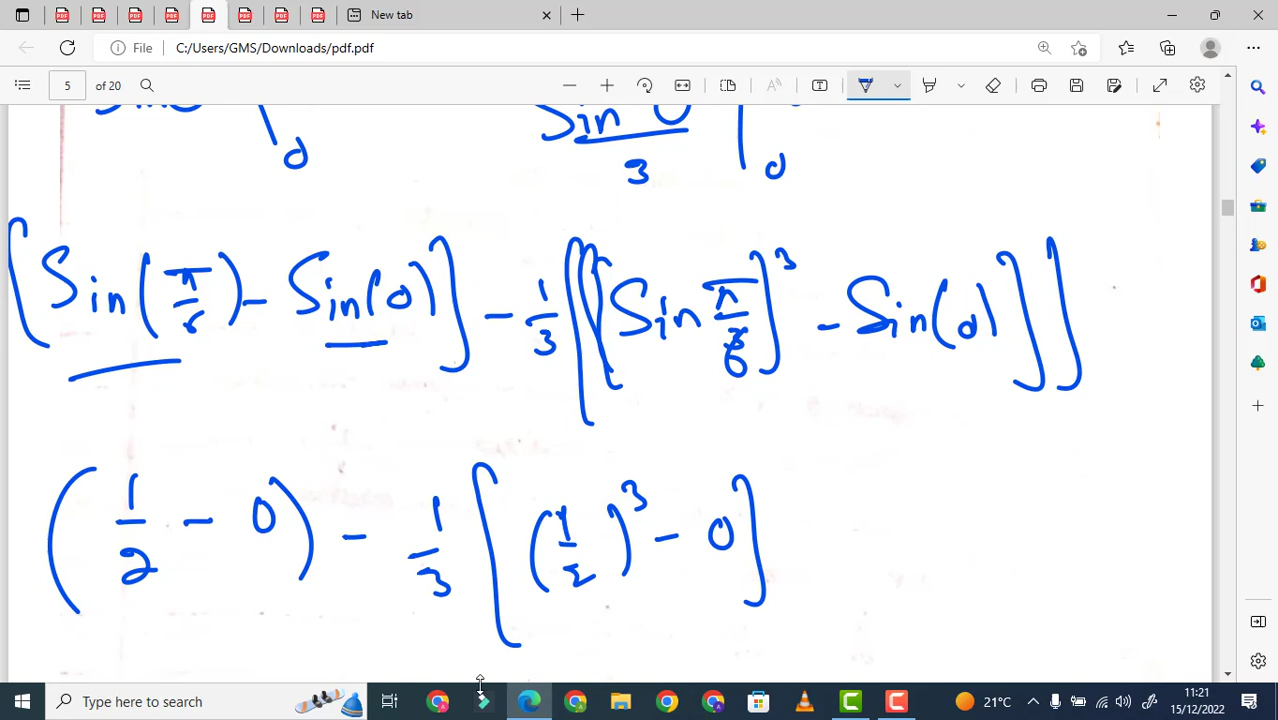 New tab
File C:/Users/GMS/Downloads/pdf.pdf
5 of 20
0 3 0
[Sin(π/6) - Sin(0)] - 1/3 [[[Sin π/6]³ - Sin(0)]]
(1/2 - 0) - 1/3 [(1/2)³ - 0]
Type here to search
21°C
11:21
15/12/2022